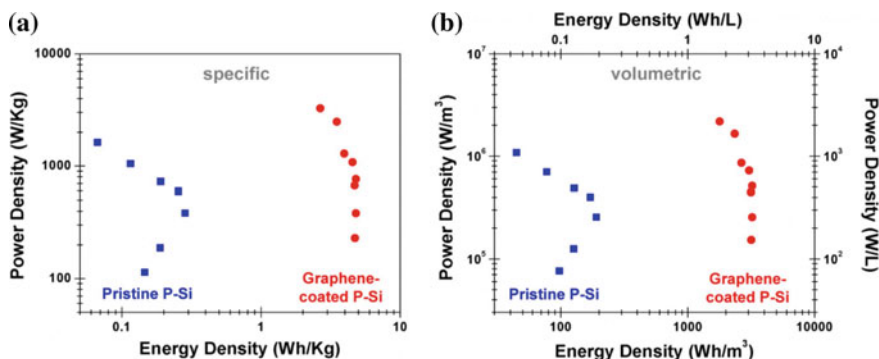 (a)
specific
10000
1000
100
Power Density (W/Kg)
Pristine P-Si
Graphene-
coated P-Si
0.1
1
10
Energy Density (Wh/Kg)
(b)
Energy Density (Wh/L)
0.1
1
10
volumetric
10⁷
10⁶
10⁵
Power Density (W/m³)
10⁴
10³
10²
Power Density (W/L)
Pristine P-Si
Graphene-
coated P-Si
100
1000
10000
Energy Density (Wh/m³)